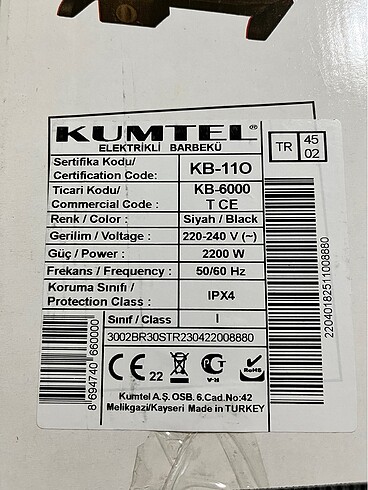 KUMTEL®
ELEKTRİKLİ BARBEKÜ
TR
45
02
Sertifika Kodu/
Certification Code:
KB-11O
Ticari Kodu/
Commercial Code :
KB-6000
T CE
Renk / Color :
Siyah / Black
Gerilim / Voltage :
220-240 V (~)
Güç / Power :
2200 W
Frekans / Frequency :
50/60 Hz
Koruma Sınıfı /
Protection Class :
IPX4
Sınıf / Class
I
3002BR30STR230422008880
CE 22
RoHS
Kumtel A.Ş. OSB. 6.Cad.No:42
Melikgazi/Kayseri Made in TURKEY
8 694740 660000
22040182511008880